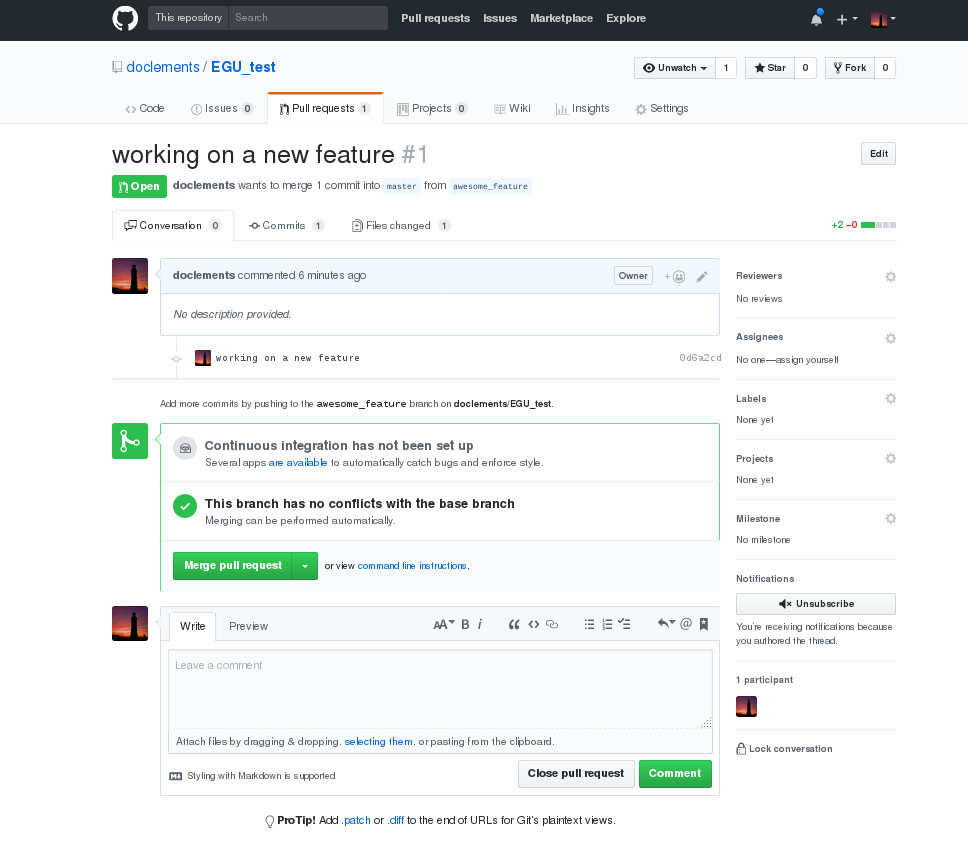 This repository Search Pull requests Issues Marketplace Explore
doclements / EGU_test
Unwatch 1 Star 0 Fork 0
Code Issues 0 Pull requests 1 Projects 0 Wiki Insights Settings
working on a new feature #1
Edit
Open doclements wants to merge 1 commit into master from awesome_feature
Conversation 0 Commits 1 Files changed 1
+2 −0
doclements commented 6 minutes ago
Owner +
No description provided.
working on a new feature 0d6a2cd
Add more commits by pushing to the awesome_feature branch on doclements/EGU_test.
Continuous integration has not been set up
Several apps are available to automatically catch bugs and enforce style.
This branch has no conflicts with the base branch
Merging can be performed automatically.
Merge pull request or view command line instructions.
Write Preview
AA B i
Leave a comment
Attach files by dragging & dropping, selecting them, or pasting from the clipboard.
Styling with Markdown is supported
Close pull request Comment
ProTip! Add .patch or .diff to the end of URLs for Git's plaintext views.
Reviewers
No reviews
Assignees
No one—assign yourself
Labels
None yet
Projects
None yet
Milestone
No milestone
Notifications
Unsubscribe
You're receiving notifications because
you authored the thread.
1 participant
Lock conversation